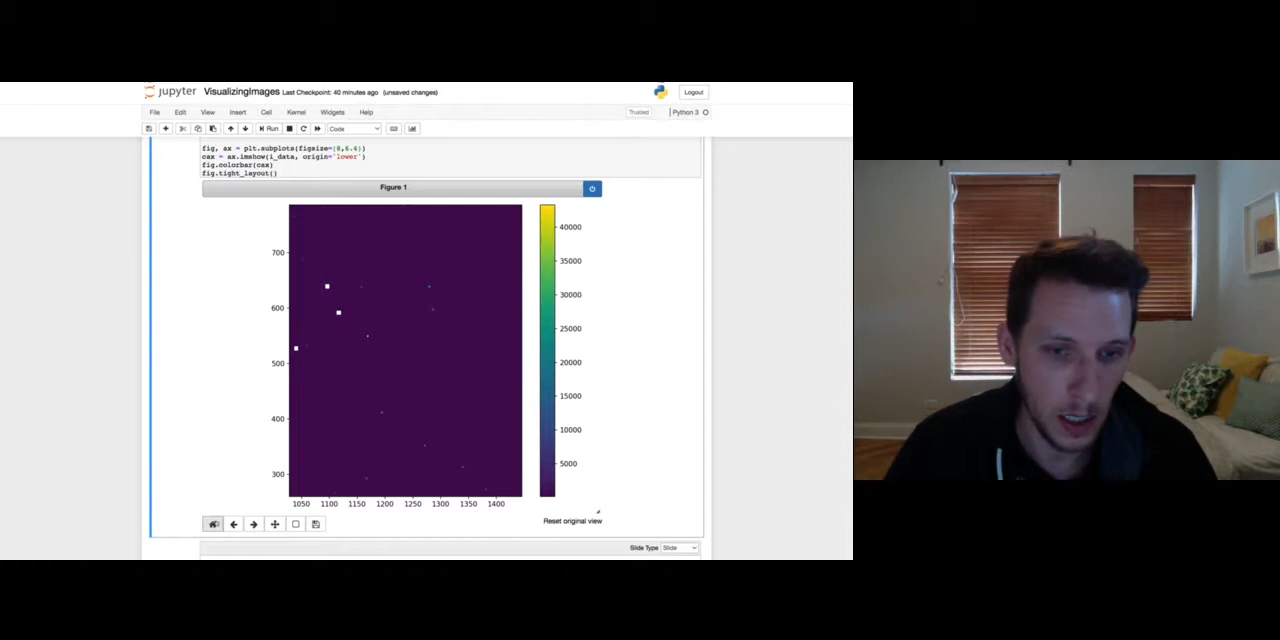 jupyter VisualizingImages Last Checkpoint: 40 minutes ago (unsaved changes) Logout
File Edit View Insert Cell Kernel Widgets Help Trusted Python 3
Run Code
fig, ax = plt.subplots(figsize=(8,6.4))
cax = ax.imshow(i_data, origin='lower')
fig.colorbar(cax)
fig.tight_layout()
Figure 1
700
600
500
400
300
1050 1100 1150 1200 1250 1300 1350 1400
40000
35000
30000
25000
20000
15000
10000
5000
Reset original view
Slide Type Slide